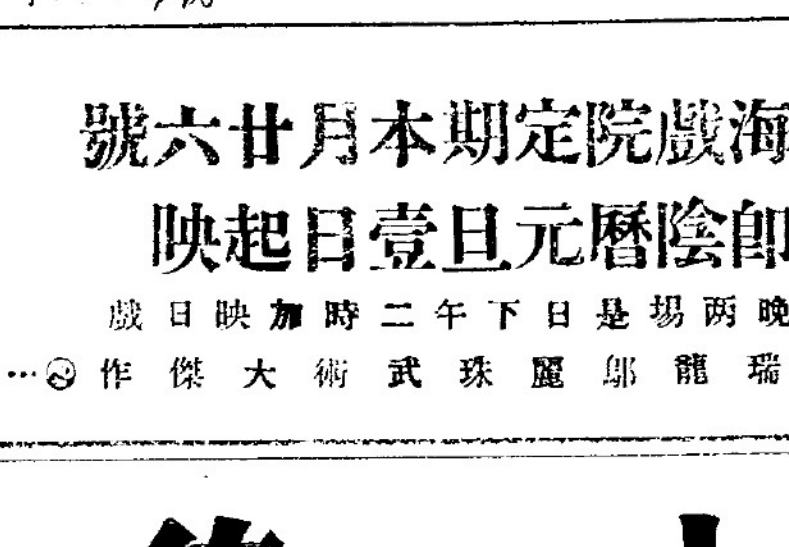 海戲院定期本月廿六號
即陰曆元旦壹日起映
晚两場是日下午二時加映日戲
瑞龍鄔麗珠武術大傑作